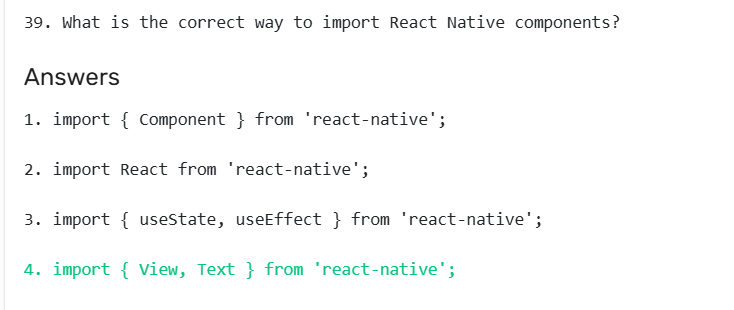 39. What is the correct way to import React Native components?
Answers
1. import { Component } from 'react-native';
2. import React from 'react-native';
3. import { useState, useEffect } from 'react-native';
4. import { View, Text } from 'react-native';